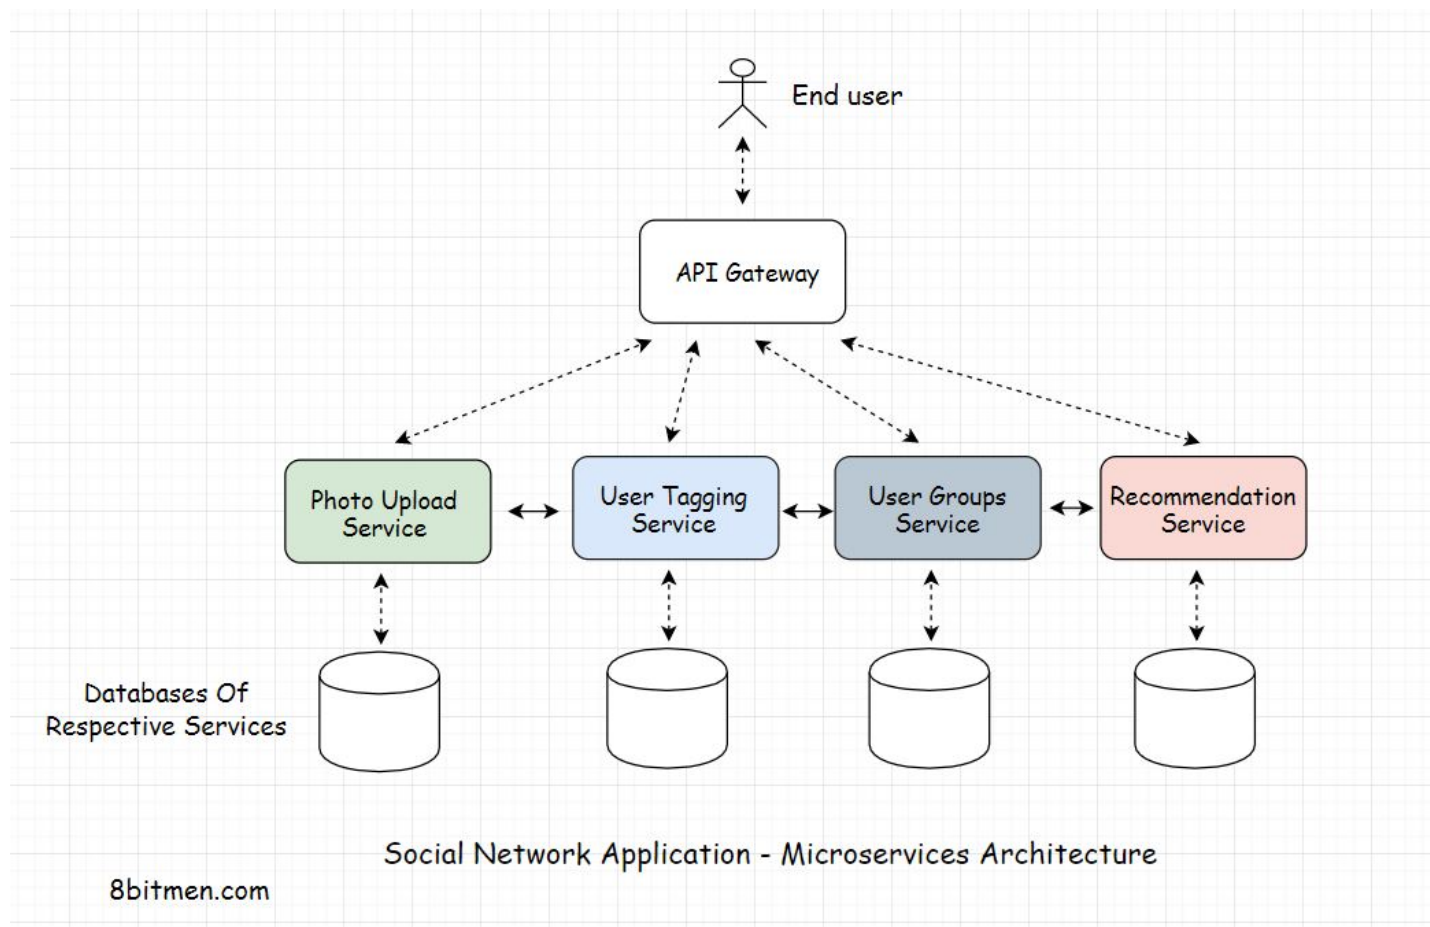 End user
API Gateway
Photo Upload
Service
User Tagging
Service
User Groups
Service
Recommendation
Service
Databases Of
Respective Services
Social Network Application - Microservices Architecture
8bitmen.com